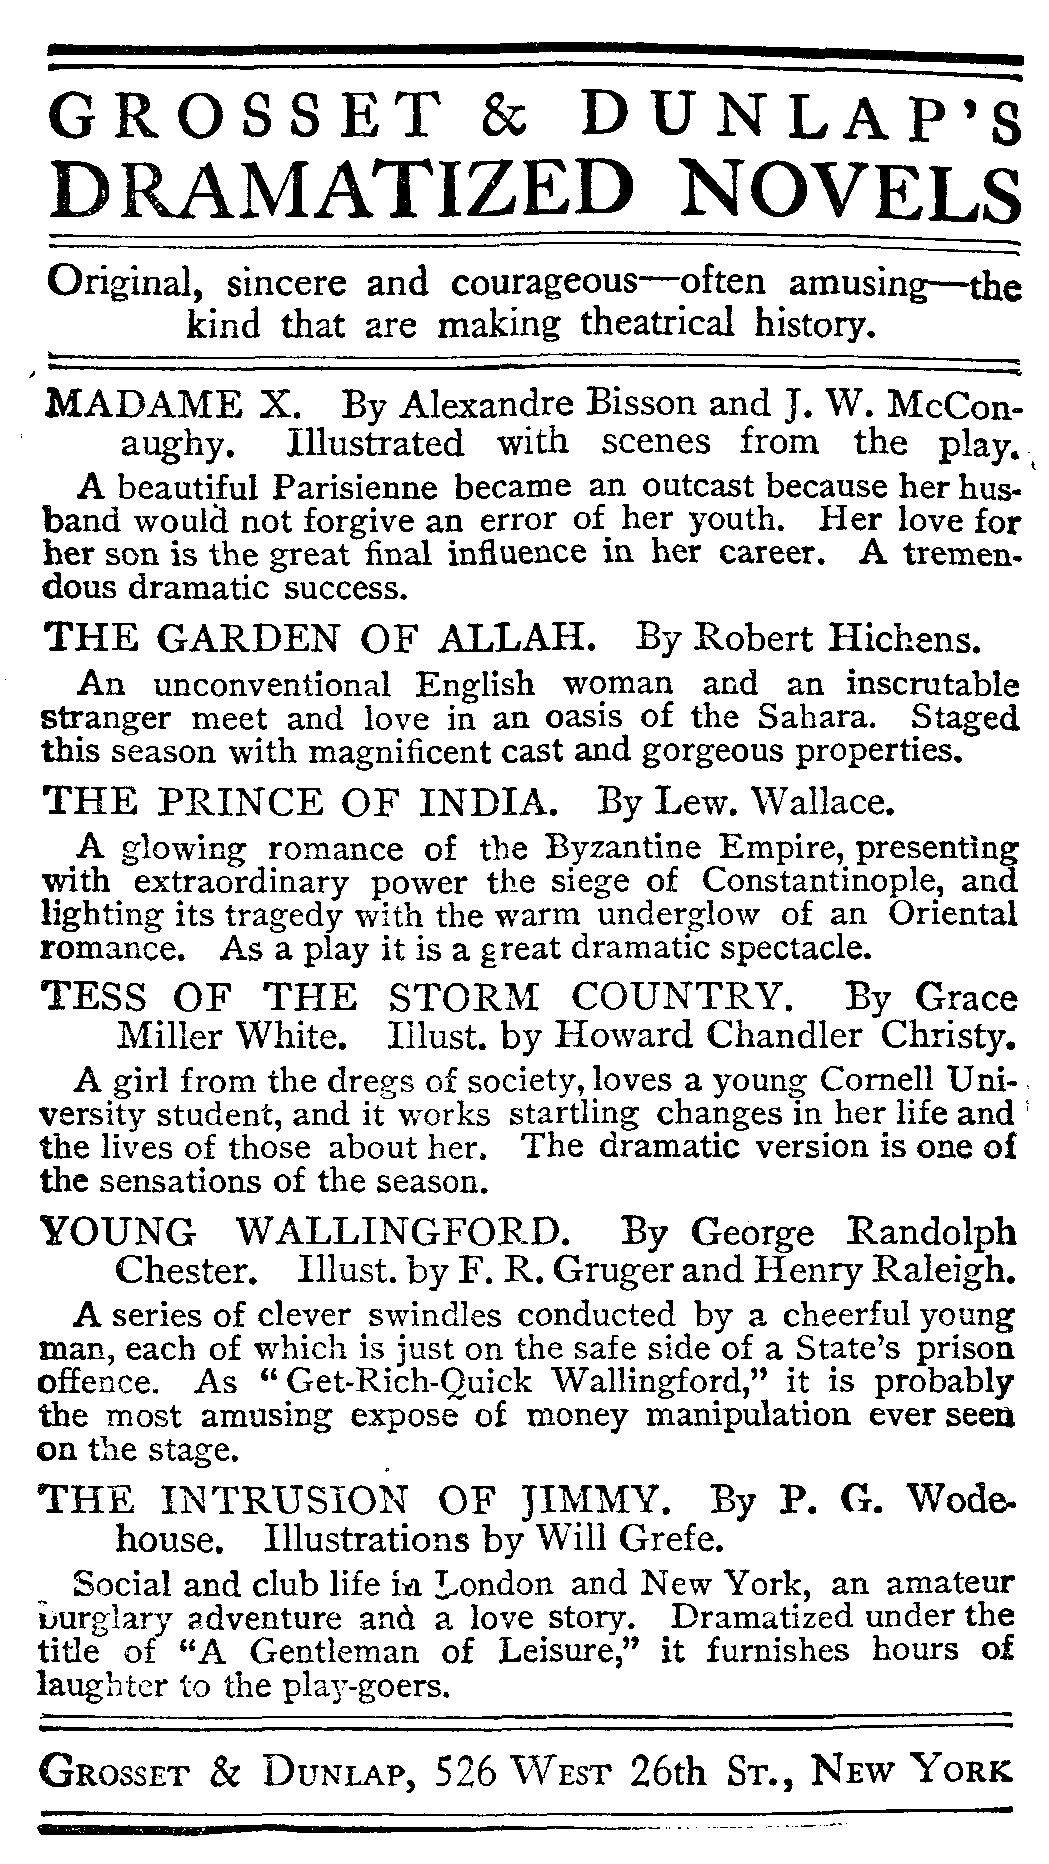 GROSSET & DUNLAP'S
DRAMATIZED NOVELS
Original, sincere and courageous—often amusing—the
kind that are making theatrical history.
MADAME X. By Alexandre Bisson and J. W. McCon-
aughy. Illustrated with scenes from the play.
A beautiful Parisienne became an outcast because her hus-
band would not forgive an error of her youth. Her love for
her son is the great final influence in her career. A tremen-
dous dramatic success.
THE GARDEN OF ALLAH. By Robert Hichens.
An unconventional English woman and an inscrutable
stranger meet and love in an oasis of the Sahara. Staged
this season with magnificent cast and gorgeous properties.
THE PRINCE OF INDIA. By Lew. Wallace.
A glowing romance of the Byzantine Empire, presenting
with extraordinary power the siege of Constantinople, and
lighting its tragedy with the warm underglow of an Oriental
romance. As a play it is a great dramatic spectacle.
TESS OF THE STORM COUNTRY. By Grace
Miller White. Illust. by Howard Chandler Christy.
A girl from the dregs of society, loves a young Cornell Uni-
versity student, and it works startling changes in her life and
the lives of those about her. The dramatic version is one of
the sensations of the season.
YOUNG WALLINGFORD. By George Randolph
Chester. Illust. by F. R. Gruger and Henry Raleigh.
A series of clever swindles conducted by a cheerful young
man, each of which is just on the safe side of a State's prison
offence. As "Get-Rich-Quick Wallingford," it is probably
the most amusing expose of money manipulation ever seen
on the stage.
THE INTRUSION OF JIMMY. By P. G. Wode-
house. Illustrations by Will Grefe.
Social and club life in London and New York, an amateur
burglary adventure and a love story. Dramatized under the
title of "A Gentleman of Leisure," it furnishes hours of
laughter to the play-goers.
GROSSET & DUNLAP, 526 WEST 26th ST., NEW YORK